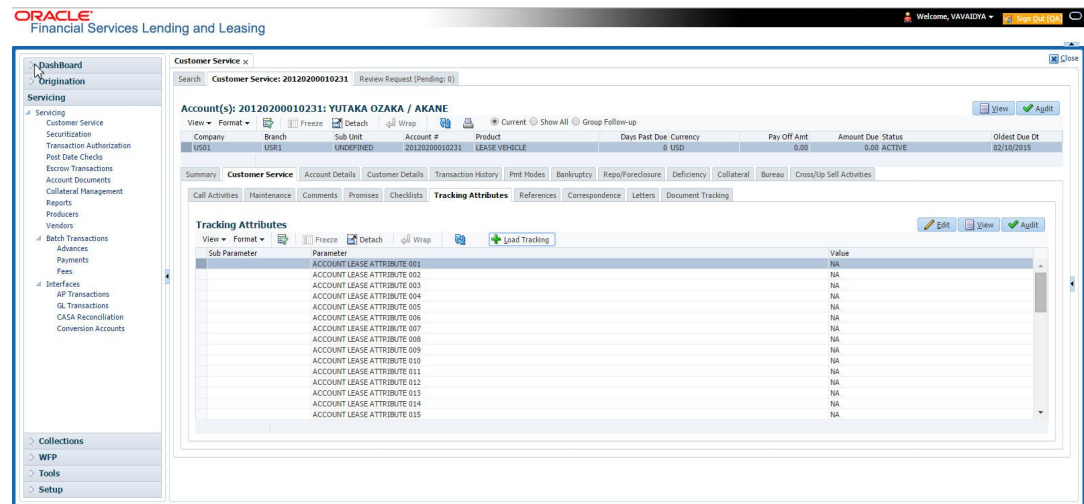 ORACLE
Financial Services Lending and Leasing
Welcome, VAVAIDYA
Sign Out [QA]
Close
DashBoard
Origination
Servicing
Servicing
Customer Service
Securitization
Transaction Authorization
Post Date Checks
Escrow Transactions
Account Documents
Collateral Management
Reports
Producers
Vendors
Batch Transactions
Advances
Payments
Fees
Interfaces
AP Transactions
GL Transactions
CASA Reconciliation
Conversion Accounts
Collections
WFP
Tools
Setup
Customer Service x
Search Customer Service: 20120200010231 Review Request (Pending: 0)
Account(s): 20120200010231: YUTAKA OZAKA / AKANE
View Audit
View Format Freeze Detach Wrap Current Show All Group Follow-up
Company Branch Sub Unit Account # Product Days Past Due Currency Pay Off Amt Amount Due Status Oldest Due Dt
US01 USR1 UNDEFINED 20120200010231 LEASE VEHICLE 0 USD 0.00 0.00 ACTIVE 02/10/2015
Summary Customer Service Account Details Customer Details Transaction History Pmt Modes Bankruptcy Repo/Foreclosure Deficiency Collateral Bureau Cross/Up Sell Activities
Call Activities Maintenance Comments Promises Checklists Tracking Attributes References Correspondence Letters Document Tracking
Tracking Attributes
Edit View Audit
View Format Freeze Detach Wrap Load Tracking
Sub Parameter Parameter Value
ACCOUNT LEASE ATTRIBUTE 001 NA
ACCOUNT LEASE ATTRIBUTE 002 NA
ACCOUNT LEASE ATTRIBUTE 003 NA
ACCOUNT LEASE ATTRIBUTE 004 NA
ACCOUNT LEASE ATTRIBUTE 005 NA
ACCOUNT LEASE ATTRIBUTE 006 NA
ACCOUNT LEASE ATTRIBUTE 007 NA
ACCOUNT LEASE ATTRIBUTE 008 NA
ACCOUNT LEASE ATTRIBUTE 009 NA
ACCOUNT LEASE ATTRIBUTE 010 NA
ACCOUNT LEASE ATTRIBUTE 011 NA
ACCOUNT LEASE ATTRIBUTE 012 NA
ACCOUNT LEASE ATTRIBUTE 013 NA
ACCOUNT LEASE ATTRIBUTE 014 NA
ACCOUNT LEASE ATTRIBUTE 015 NA